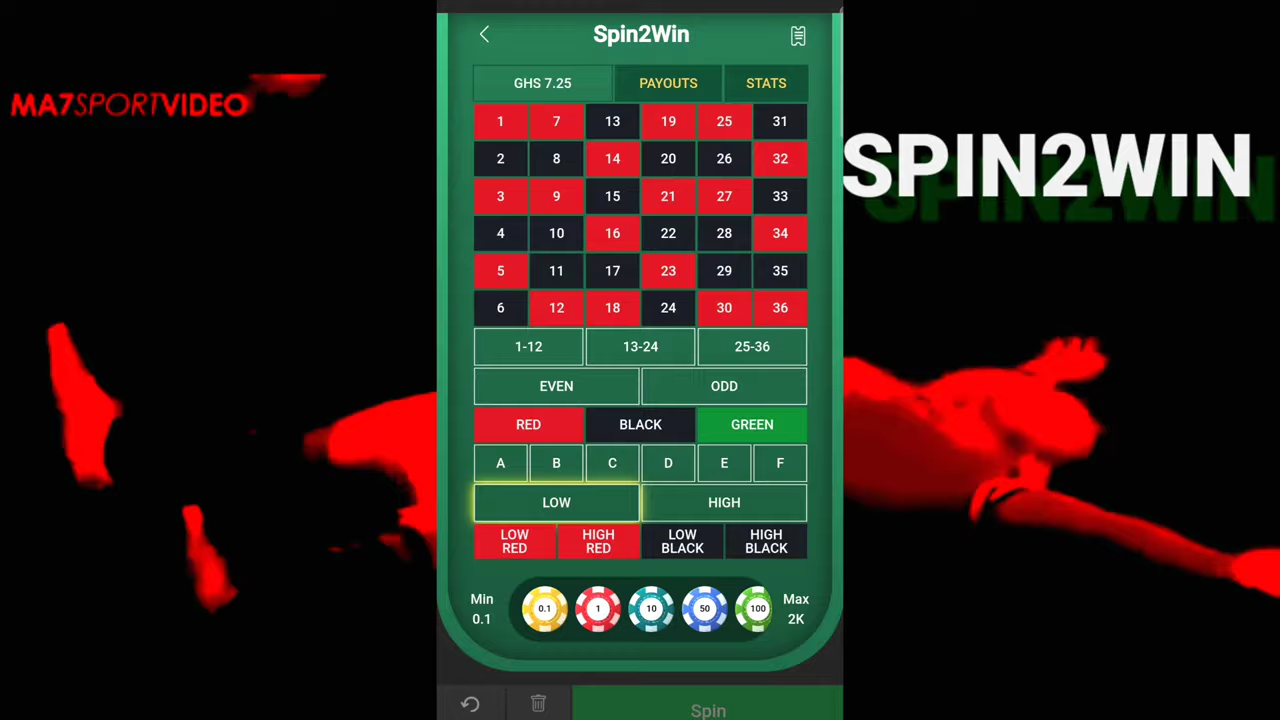 Spin2Win
MA7SPORTVIDEO
SPIN2WIN
GHS 7.25 PAYOUTS STATS
1 7 13 19 25 31
2 8 14 20 26 32
3 9 15 21 27 33
4 10 16 22 28 34
5 11 17 23 29 35
6 12 18 24 30 36
1-12 13-24 25-36
EVEN ODD
RED BLACK GREEN
A B C D E F
LOW HIGH
LOW RED HIGH RED LOW BLACK HIGH BLACK
Min 0.1 0.1 1 10 50 100 Max 2K
Spin